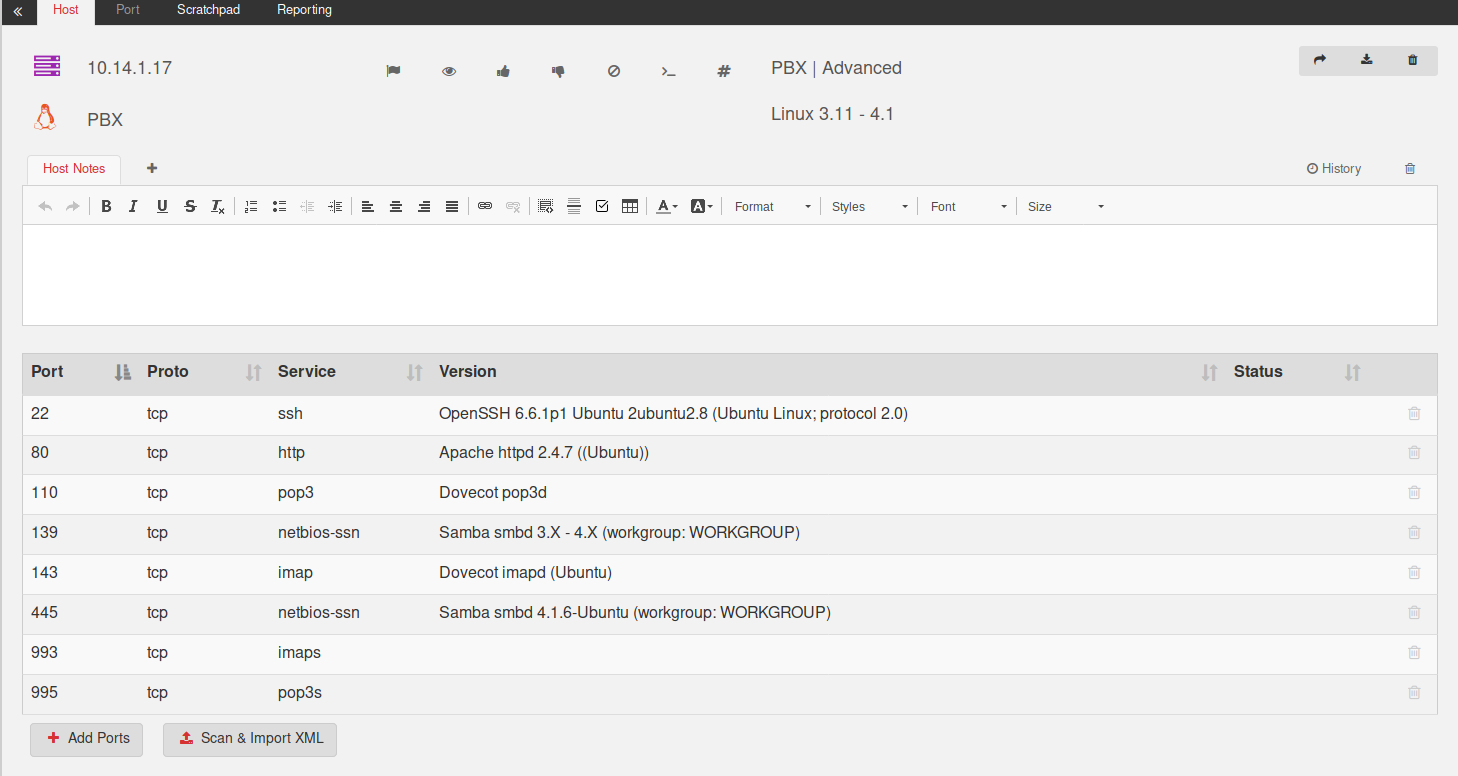 Host Port Scratchpad Reporting
10.14.1.17 PBX | Advanced
PBX Linux 3.11 - 4.1
Host Notes History
Format Styles Font Size
Port Proto Service Version Status
22 tcp ssh OpenSSH 6.6.1p1 Ubuntu 2ubuntu2.8 (Ubuntu Linux; protocol 2.0)
80 tcp http Apache httpd 2.4.7 ((Ubuntu))
110 tcp pop3 Dovecot pop3d
139 tcp netbios-ssn Samba smbd 3.X - 4.X (workgroup: WORKGROUP)
143 tcp imap Dovecot imapd (Ubuntu)
445 tcp netbios-ssn Samba smbd 4.1.6-Ubuntu (workgroup: WORKGROUP)
993 tcp imaps
995 tcp pop3s
Add Ports Scan & Import XML